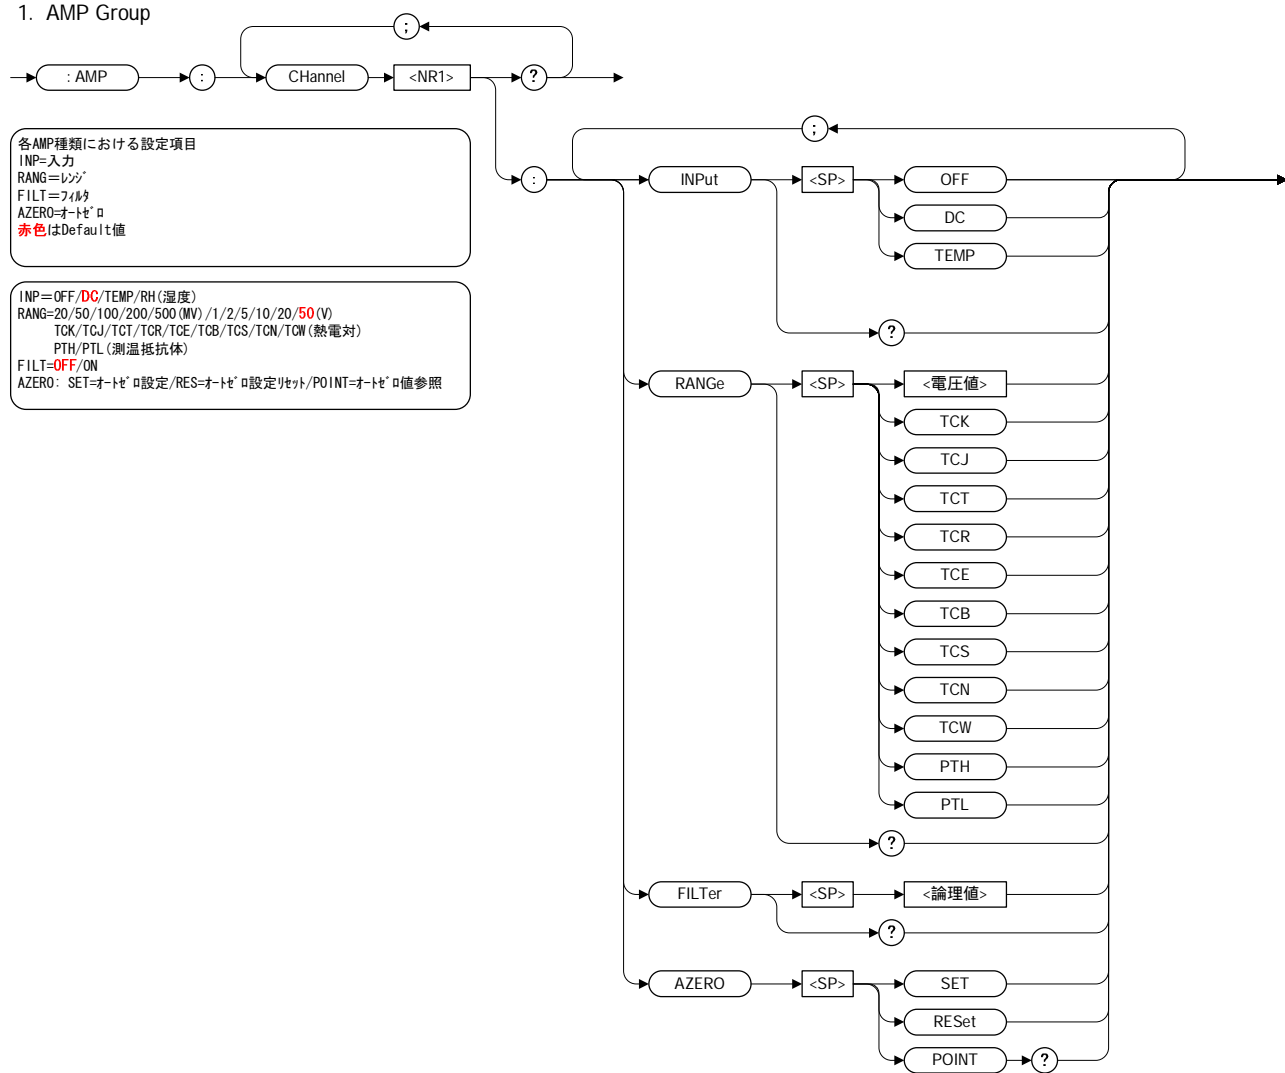 1. AMP Group
;
: AMP
:
CHannel
<NR1>
?
各AMP種類における設定項目
INP=入力
RANG=ﾚﾝｼﾞ
FILT=ﾌｨﾙﾀ
AZERO=ｵｰﾄｾﾞﾛ
赤色はDefault値
INP=OFF/DC/TEMP/RH(湿度)
RANG=20/50/100/200/500(MV)/1/2/5/10/20/50(V)
TCK/TCJ/TCT/TCR/TCE/TCB/TCS/TCN/TCW(熱電対)
PTH/PTL(測温抵抗体)
FILT=OFF/ON
AZERO: SET=ｵｰﾄｾﾞﾛ設定/RES=ｵｰﾄｾﾞﾛ設定ﾘｾｯﾄ/POINT=ｵｰﾄｾﾞﾛ値参照
;
:
INPut
<SP>
OFF
DC
TEMP
?
RANGe
<SP>
<電圧値>
TCK
TCJ
TCT
TCR
TCE
TCB
TCS
TCN
TCW
PTH
PTL
?
FILTer
<SP>
<論理値>
?
AZERO
<SP>
SET
RESet
POINT
?